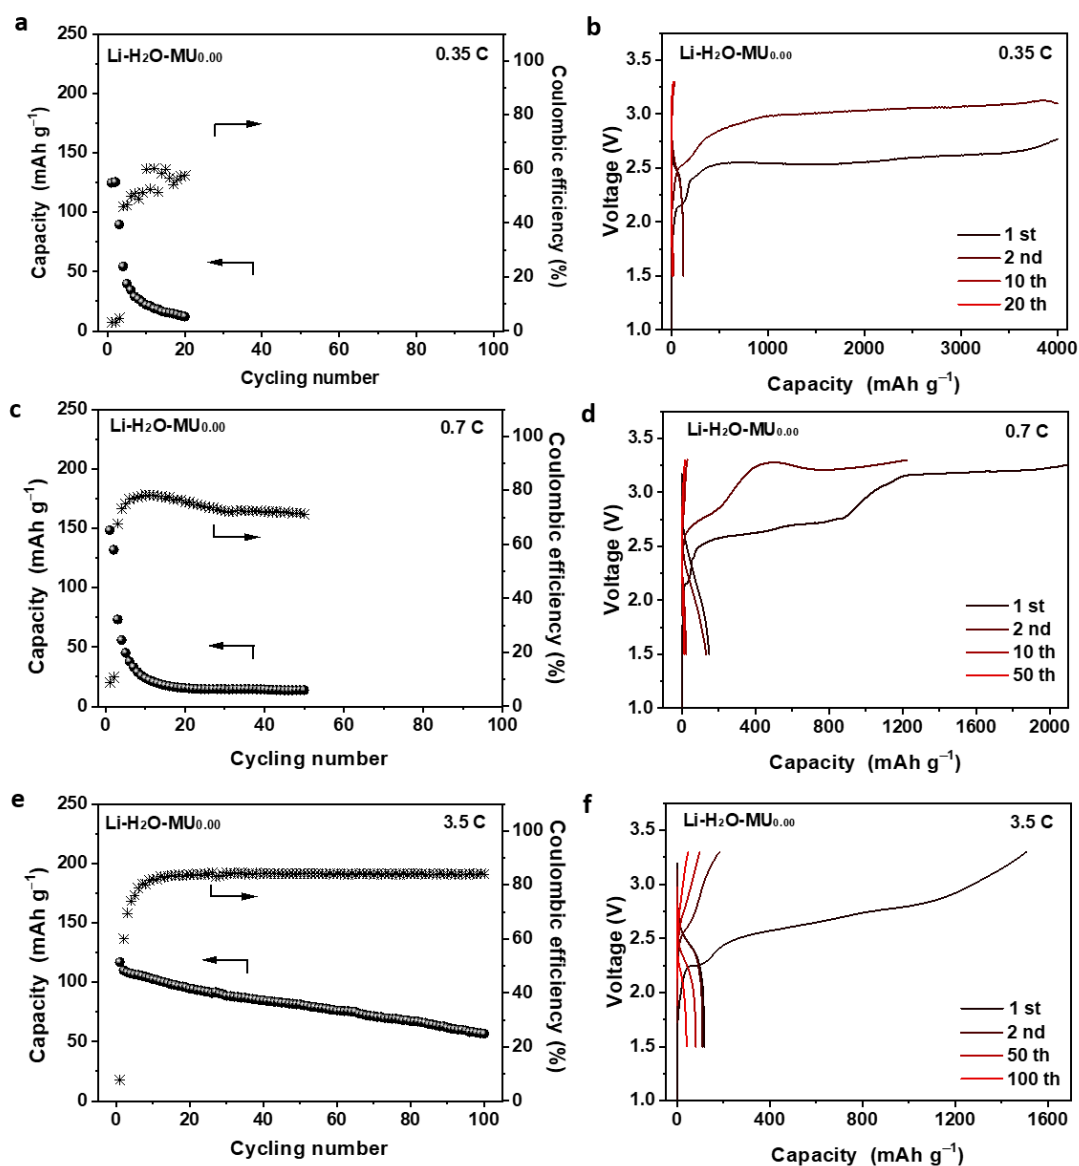 a
250
200
150
100
50
0
Capacity (mAh g⁻¹)
Li-H₂O-MU₀.₀₀
0.35 C
100
80
60
40
20
0
Coulombic efficiency (%)
0 20 40 60 80 100
Cycling number
b
3.5
3.0
2.5
2.0
1.5
1.0
Voltage (V)
Li-H₂O-MU₀.₀₀
0.35 C
1 st
2 nd
10 th
20 th
0 1000 2000 3000 4000
Capacity (mAh g⁻¹)
c
250
200
150
100
50
0
Capacity (mAh g⁻¹)
Li-H₂O-MU₀.₀₀
0.7 C
100
80
60
40
20
0
Coulombic efficiency (%)
0 20 40 60 80 100
Cycling number
d
3.5
3.0
2.5
2.0
1.5
1.0
Voltage (V)
Li-H₂O-MU₀.₀₀
0.7 C
1 st
2 nd
10 th
50 th
0 400 800 1200 1600 2000
Capacity (mAh g⁻¹)
e
250
200
150
100
50
0
Capacity (mAh g⁻¹)
Li-H₂O-MU₀.₀₀
3.5 C
100
80
60
40
20
0
Coulombic efficiency (%)
0 20 40 60 80 100
Cycling number
f
3.5
3.0
2.5
2.0
1.5
1.0
Voltage (V)
Li-H₂O-MU₀.₀₀
3.5 C
1 st
2 nd
50 th
100 th
0 400 800 1200 1600
Capacity (mAh g⁻¹)